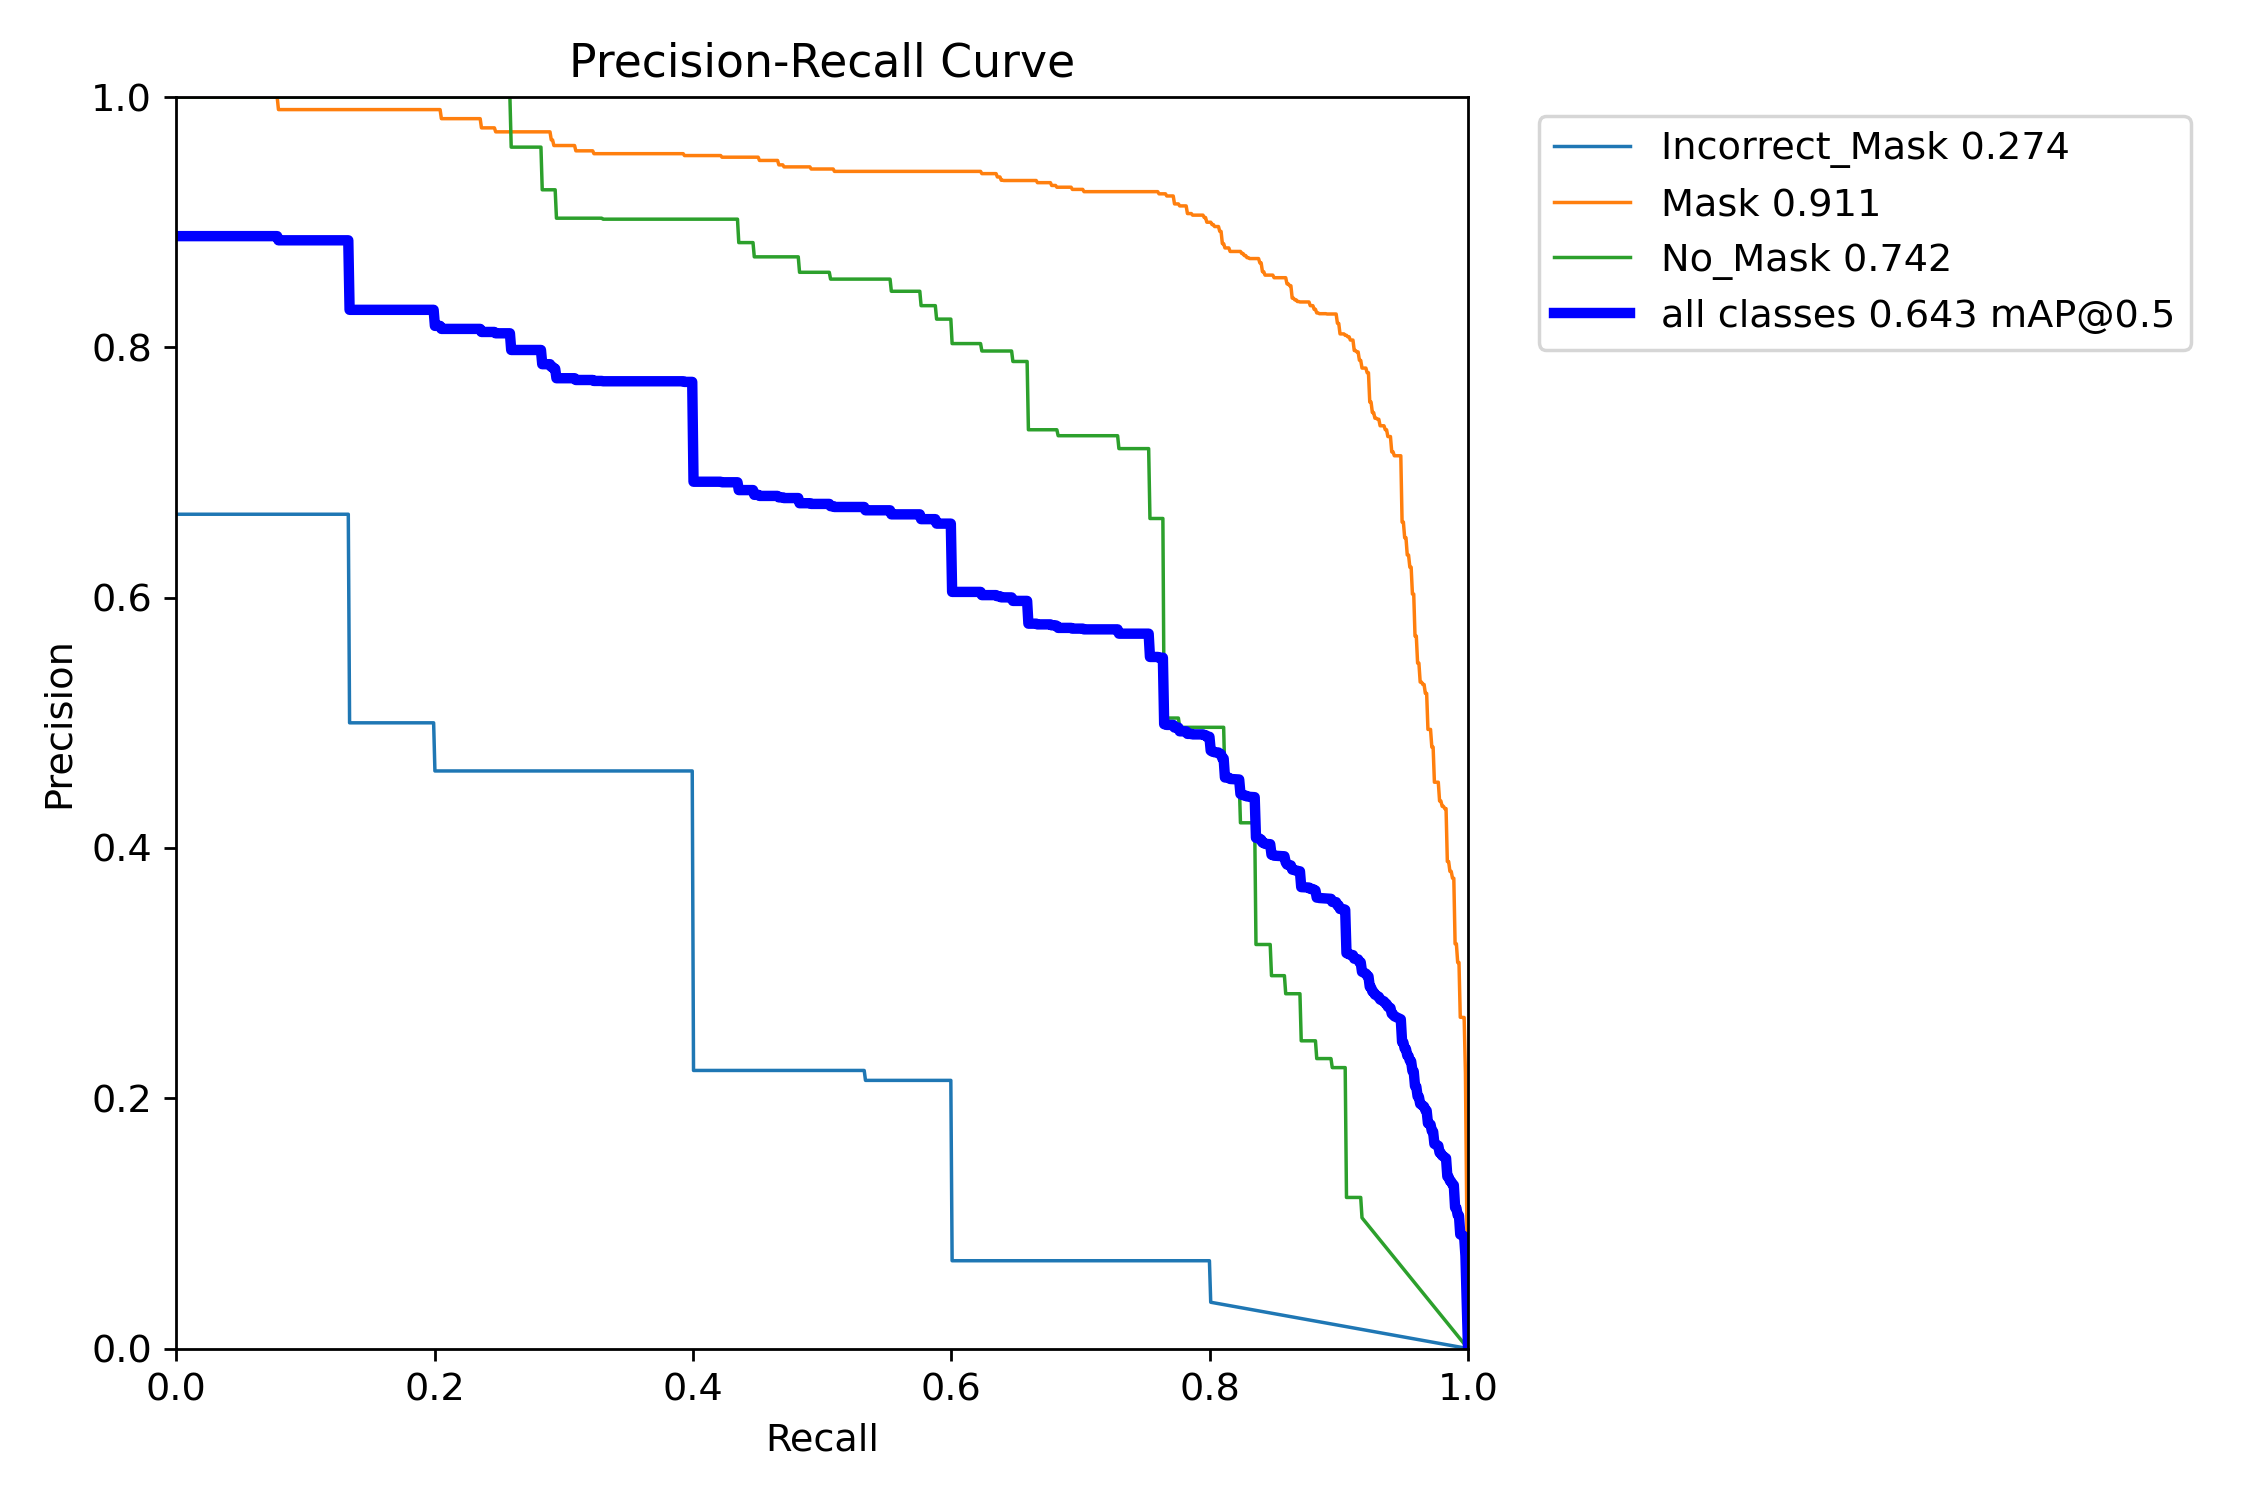 Precision-Recall Curve
1.0
0.8
0.6
0.4
0.2
0.0
Precision
0.0 0.2 0.4 0.6 0.8 1.0
Recall
Incorrect_Mask 0.274
Mask 0.911
No_Mask 0.742
all classes 0.643 mAP@0.5